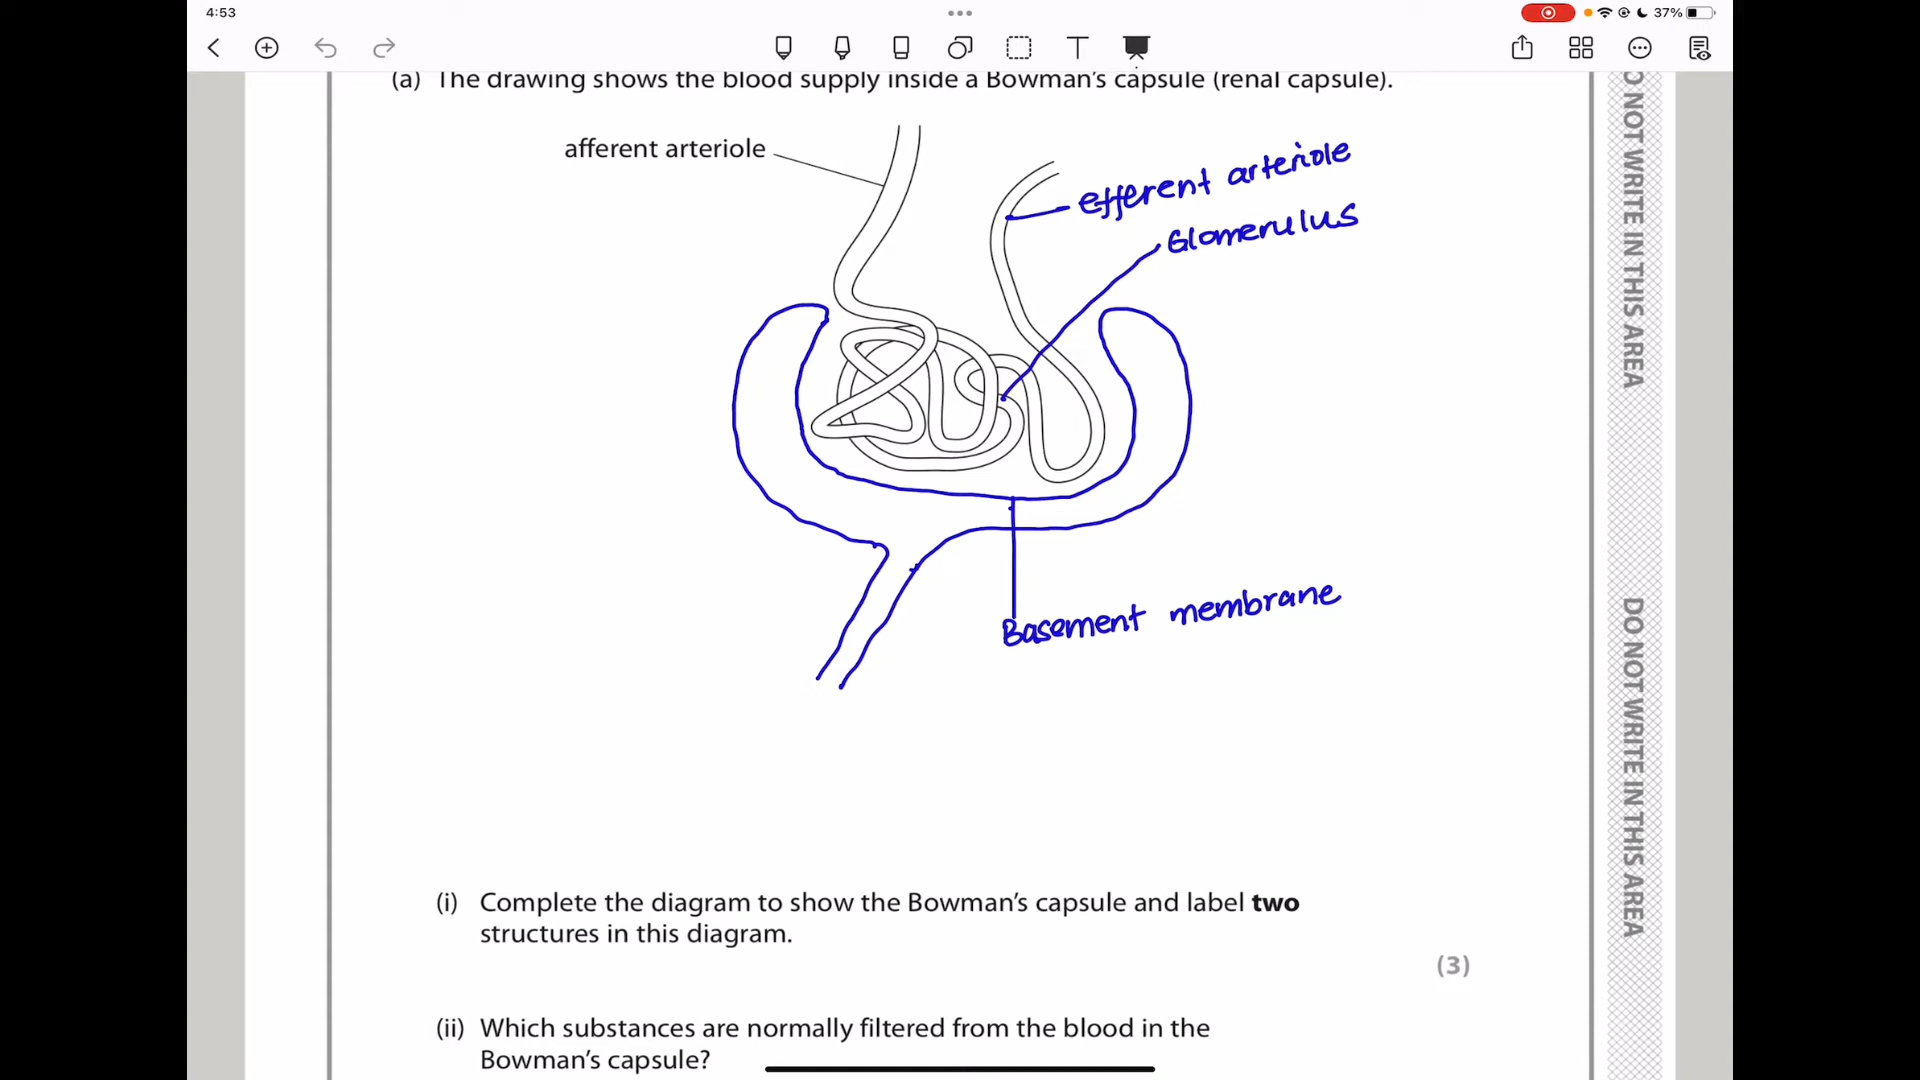 4:53
37%
(a) The drawing shows the blood supply inside a Bowman's capsule (renal capsule).
afferent arteriole
efferent arteriole
Glomerulus
Basement membrane
(i) Complete the diagram to show the Bowman's capsule and label two
structures in this diagram.
(3)
(ii) Which substances are normally filtered from the blood in the
Bowman's capsule?
O NOT WRITE IN THIS AREA
DO NOT WRITE IN THIS AREA